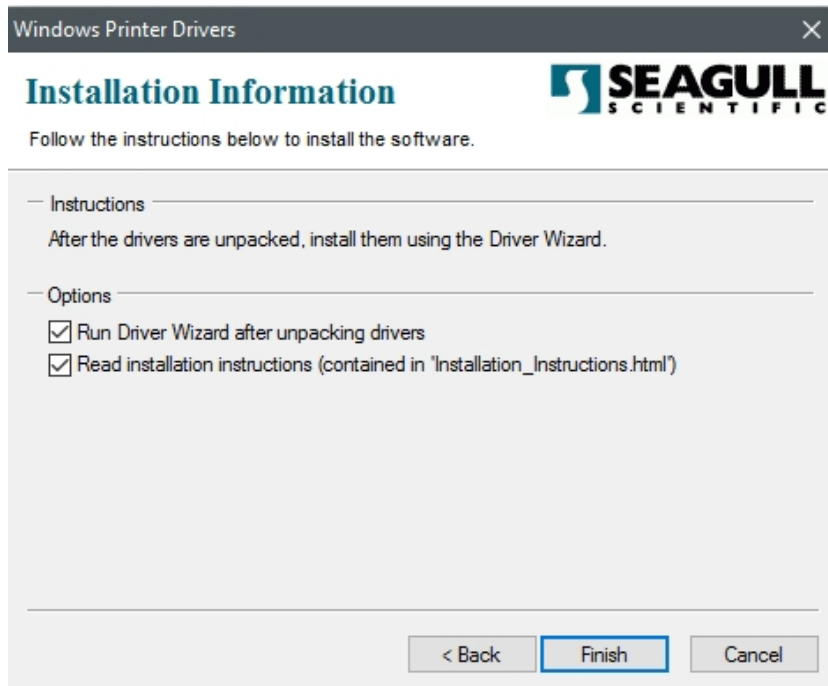 Windows Printer Drivers
Installation Information
SEAGULL
SCIENTIFIC
Follow the instructions below to install the software.
Instructions
After the drivers are unpacked, install them using the Driver Wizard.
Options
Run Driver Wizard after unpacking drivers
Read installation instructions (contained in "Installation_Instructions.html")
< Back
Finish
Cancel